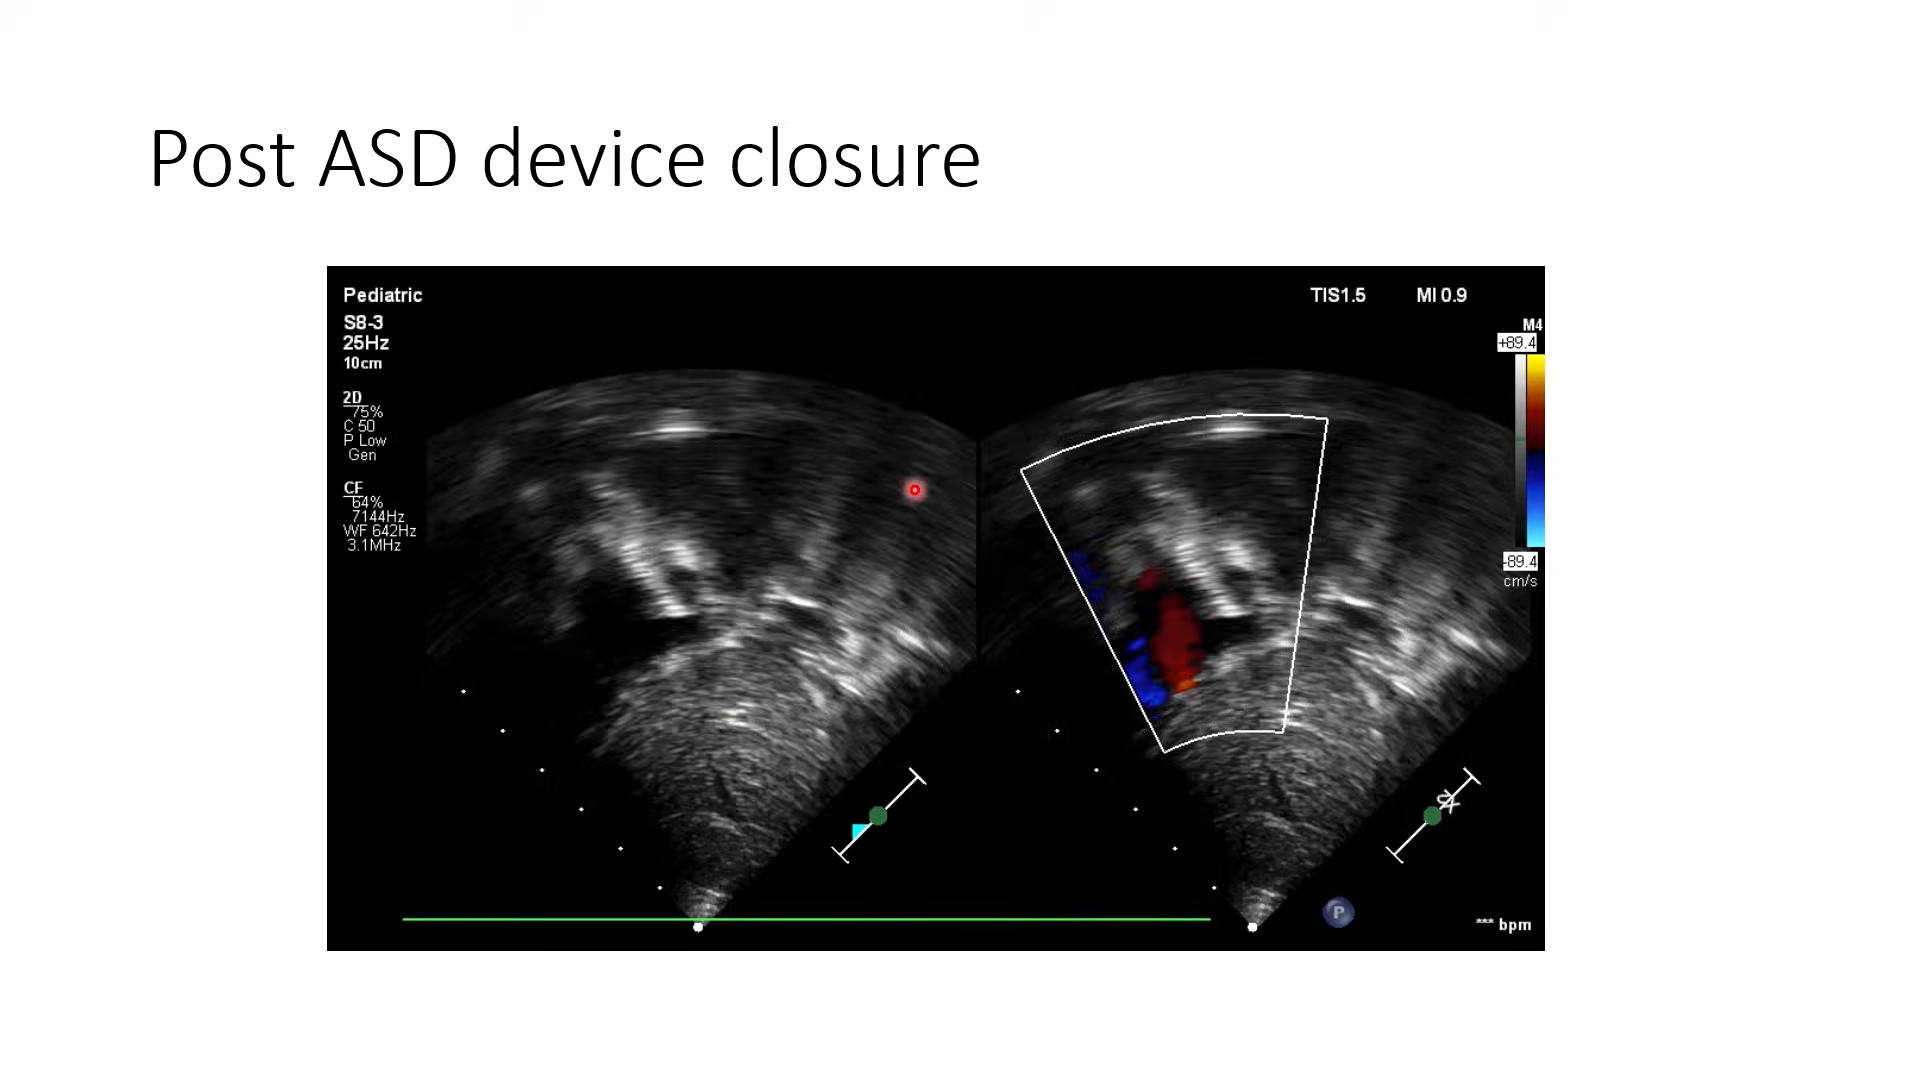 Post ASD device closure
Pediatric
TIS1.5 MI 0.9
S8-3
25Hz
10cm
M4
+89.4
2D
75%
C 50
P Low
Gen
CF
64%
7144Hz
WF 642Hz
3.1MHz
-89.4
cm/s
P
*** bpm